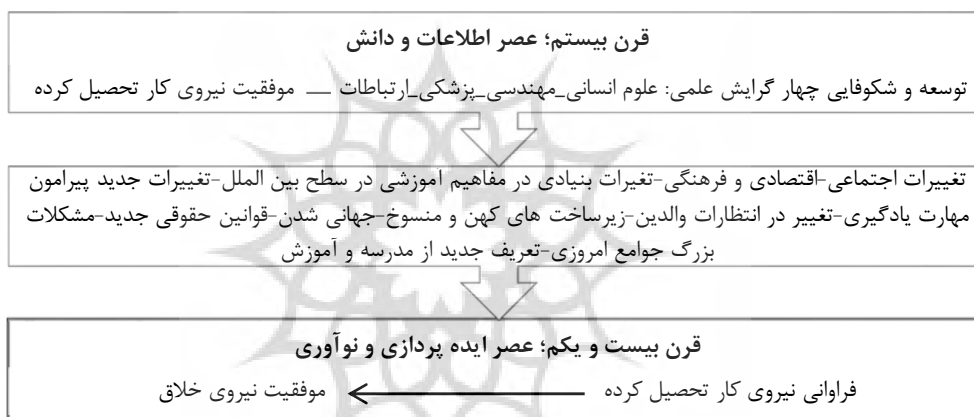 قرن بیستم؛ عصر اطلاعات و دانش
توسعه و شکوفایی چهار گرایش علمی: علوم انسانی_مهندسی_پزشکی_ارتباطات __ موفقیت نیروی کار تحصیل کرده
تغییرات اجتماعی-اقتصادی و فرهنگی-تغیرات بنیادی در مفاهیم آموزشی در سطح بین الملل-تغییرات جدید پیرامون
مهارت یادگیری-تغییر در انتظارات والدین-زیرساخت های کهن و منسوخ-جهانی شدن-قوانین حقوقی جدید-مشکلات
بزرگ جوامع امروزی-تعریف جدید از مدرسه و آموزش
قرن بیست و یکم؛ عصر ایده پردازی و نوآوری
فراوانی نیروی کار تحصیل کرده ← موفقیت نیروی خلاق